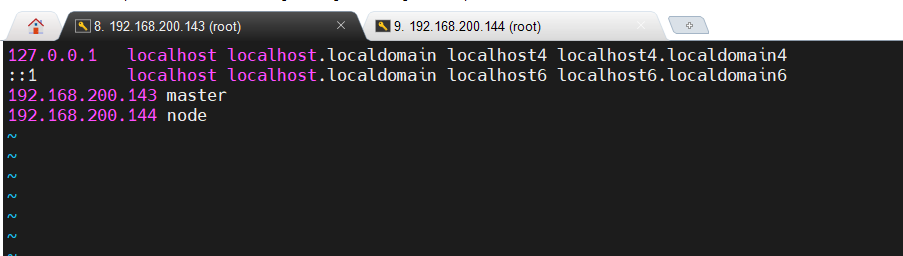 8. 192.168.200.143 (root)
9. 192.168.200.144 (root)
127.0.0.1   localhost localhost.localdomain localhost4 localhost4.localdomain4
::1         localhost localhost.localdomain localhost6 localhost6.localdomain6
192.168.200.143 master
192.168.200.144 node
~
~
~
~
~
~
~